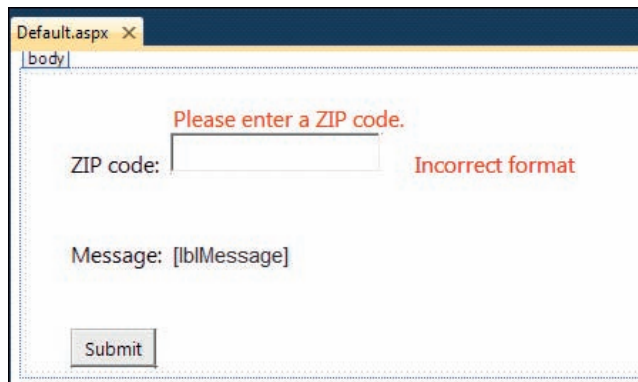 Default.aspx ×
body
Please enter a ZIP code.
ZIP code:
Incorrect format
Message: [lblMessage]
Submit